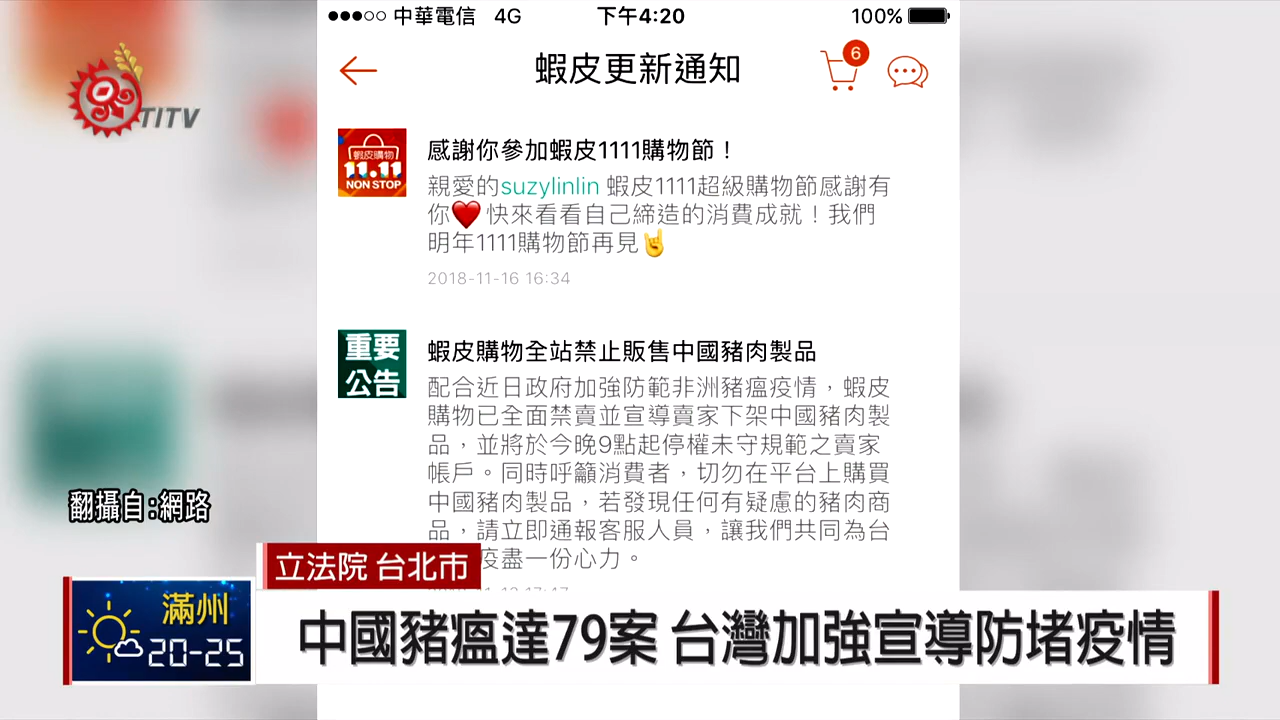 ●●●○○ 中華電信 4G 下午4:20 100%
蝦皮更新通知
6
TITV
蝦皮購物
11.11
NON STOP
感謝你參加蝦皮1111購物節！
親愛的suzylinlin 蝦皮1111超級購物節感謝有
你❤️快來看看自己締造的消費成就！我們
明年1111購物節再見🤘
2018-11-16 16:34
重要
公告
蝦皮購物全站禁止販售中國豬肉製品
配合近日政府加強防範非洲豬瘟疫情，蝦皮
購物已全面禁賣並宣導賣家下架中國豬肉製
品，並將於今晚9點起停權未守規範之賣家
帳戶。同時呼籲消費者，切勿在平台上購買
中國豬肉製品，若發現任何有疑慮的豬肉商
品，請立即通報客服人員，讓我們共同為台
疫盡一份心力。
翻攝自:網路
立法院 台北市
滿州
20-25
中國豬瘟達79案 台灣加強宣導防堵疫情